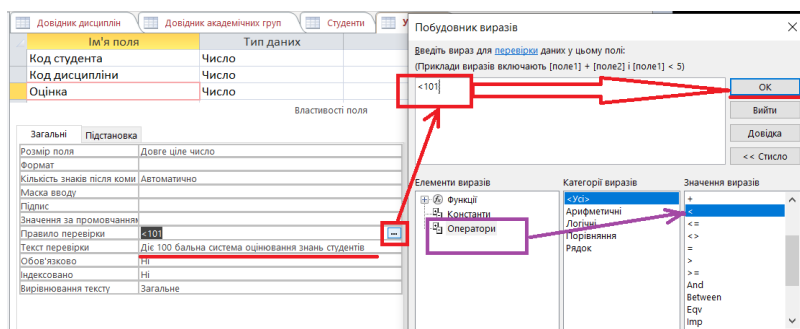 Довідник дисциплін
Довідник академічних груп
Студенти
У
Ім'я поля
Тип даних
Код студента
Число
Код дисципліни
Число
Оцінка
Число
Властивості поля
Загальні
Підстановка
Розмір поля
Довге ціле число
Формат
Кількість знаків після коми
Автоматично
Маска вводу
Підпис
Значення за промовчанням
Правило перевірки
<101
...
Текст перевірки
Діє 100 бальна система оцінювання знань студентів
Обов'язково
Ні
Індексовано
Ні
Вирівнювання тексту
Загальне
Побудовник виразів
Введіть вираз для перевірки даних у цьому полі:
(Приклади виразів включають [поле1] + [поле2] і [поле1] < 5)
<101
ОК
Вийти
Довідка
<< Стисло
Елементи виразів
Функції
Константи
Оператори
Категорії виразів
<Усі>
Арифметичні
Логічні
Порівняння
Рядок
Значення виразів
+
<
<=
<>
=
>
>=
And
Between
Eqv
Imp